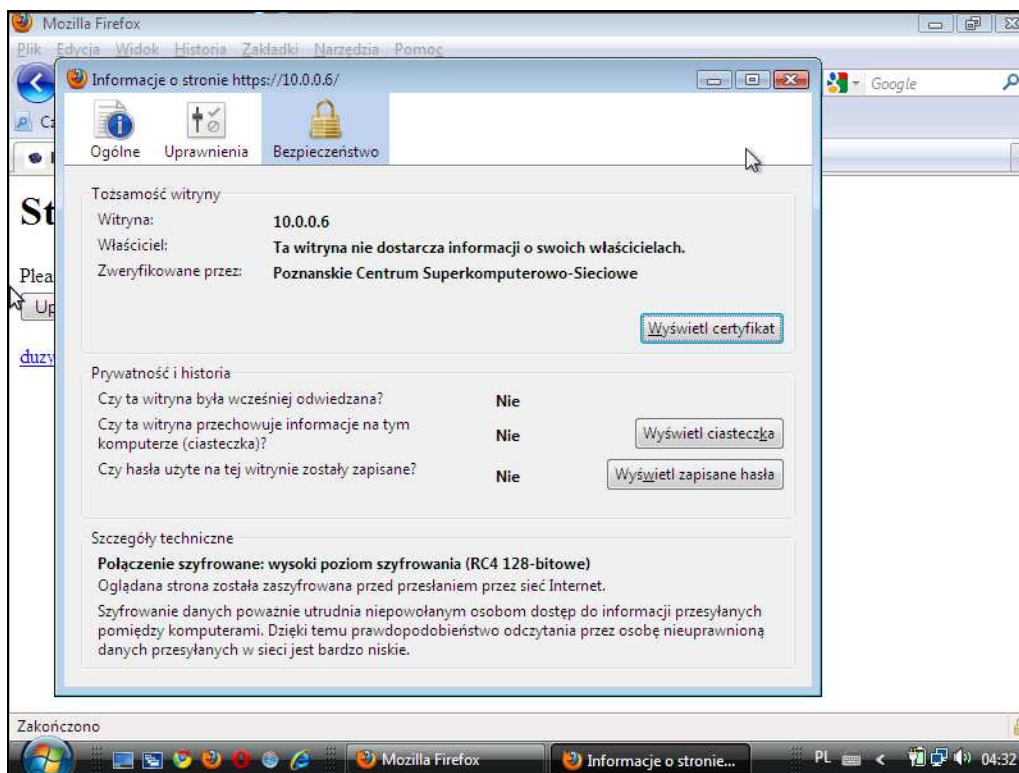 Mozilla Firefox
Plik Edycja Widok Historia Zakładki Narzędzia Pomoc
Informacje o stronie https://10.0.0.6/
Google
Ogólne Uprawnienia Bezpieczeństwo
St
Tożsamość witryny
Witryna: 10.0.0.6
Właściciel: Ta witryna nie dostarcza informacji o swoich właścicielach.
Plea
Zweryfikowane przez: Poznanskie Centrum Superkomputerowo-Sieciowe
Up
Wyświetl certyfikat
duzy
Prywatność i historia
Czy ta witryna była wcześniej odwiedzana? Nie
Czy ta witryna przechowuje informacje na tym
komputerze (ciasteczka)? Nie Wyświetl ciasteczka
Czy hasła użyte na tej witrynie zostały zapisane? Nie Wyświetl zapisane hasła
Szczegóły techniczne
Połączenie szyfrowane: wysoki poziom szyfrowania (RC4 128-bitowe)
Oglądana strona została zaszyfrowana przed przesłaniem przez sieć Internet.
Szyfrowanie danych poważnie utrudnia niepowołanym osobom dostęp do informacji przesyłanych
pomiędzy komputerami. Dzięki temu prawdopodobieństwo odczytania przez osobę nieuprawnioną
danych przesyłanych w sieci jest bardzo niskie.
Zakończono
Mozilla Firefox Informacje o stronie... PL 04:32